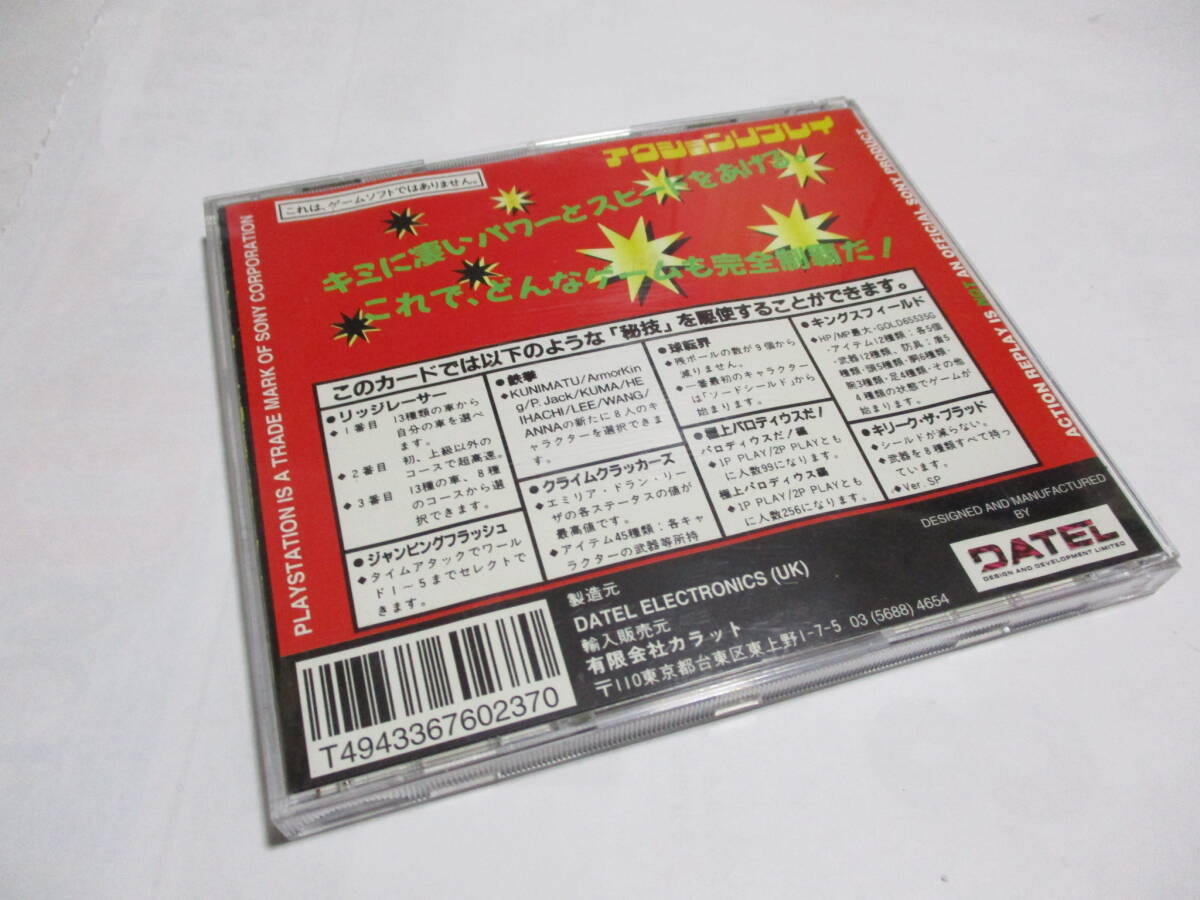 アクションリプレイ
これは、ゲームソフトではありません。
キミに凄いパワーとスピードをあげる。
これで、どんなゲームも完全制覇だ！
このカードでは以下のような「秘技」を駆使することができます。
●リッジレーサー
◆1番目 13種類の車から
自分の車を選べ
ます。
◆2番目 初、上級以外の
コースで超高速。
◆3番目 13種の車、8種
のコースから選
択できます。
●ジャンピングフラッシュ
◆タイムアタックでワール
ド1−5までセレクトで
きます。
●鉄拳
◆KUNIMATU/ArmorKin
g/P. Jack/KUMA/HE
IHACHI/LEE/WANG/
ANNAの新たに8人のキ
ャラクターを選択できま
す。
●クライムクラッカーズ
◆エミリア・ドラン・リー
ザの各ステータスの値が
最高値です。
◆アイテム45種類：各キャ
ラクターの武器等所持
●球転界
◆残ボールの数が9個から
減りません。
◆一番最初のキャラクター
は「ソードシールド」から
始まります。
●極上パロディウスだ！
パロディウスだ！編
◆1P PLAY/2P PLAYとも
に人数99になります。
極上パロディウス編
◆1P PLAY/2P PLAYとも
に人数256になります。
●キングスフィールド
◆HP/MP最大・GOLD65535G
・アイテム12種類：各5個
・武器12種類、防具：盾5
種類・頭5種類・胴6種類・
腕3種類・足4種類・その他
4種類の状態でゲームが
始まります。
●キリーク・ザ・ブラッド
◆シールドが減らない。
◆武器を8種類すべて持っ
ています。
◆Ver. SP
PLAYSTATION IS A TRADE MARK OF SONY CORPORATION
ACTION REPLAY IS NOT AN OFFICIAL SONY PRODUCT
T4943367602370
製造元
DATEL ELECTRONICS (UK)
輸入販売元
有限会社カラット
〒110東京都台東区東上野1-7-5 03 (5688) 4654
DESIGNED AND MANUFACTURED
BY
DATEL
DESIGN AND DEVELOPMENT LIMITED